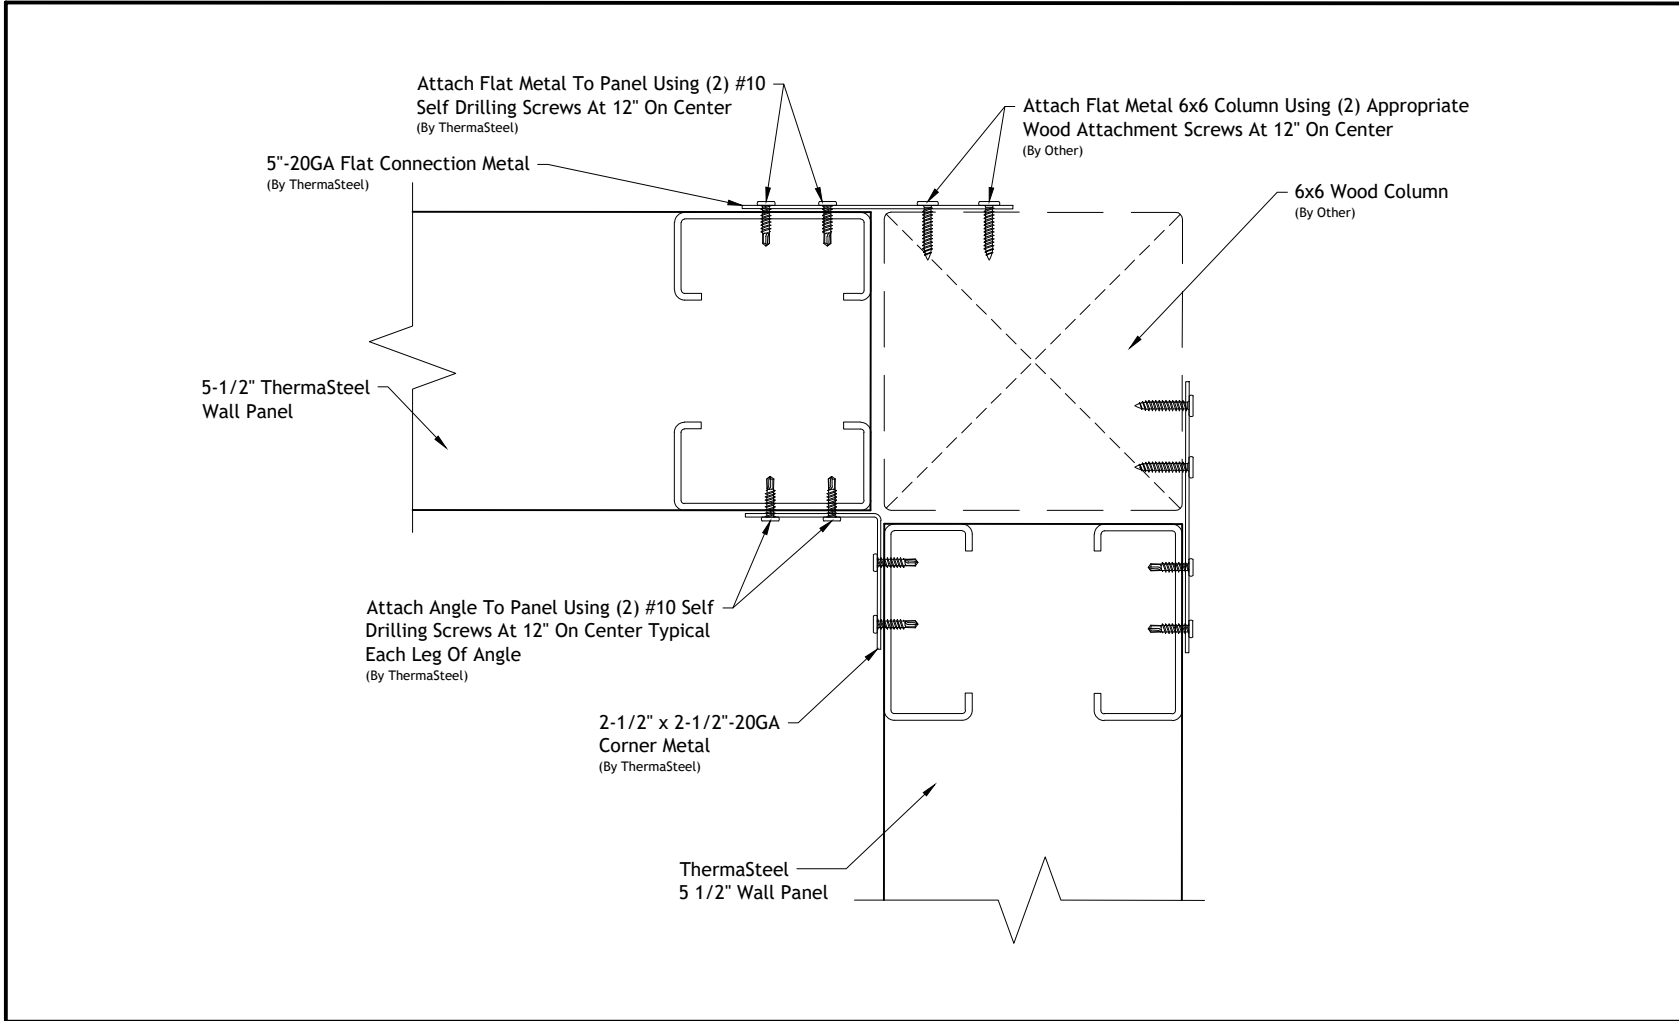 Attach Flat Metal To Panel Using (2) #10
Self Drilling Screws At 12" On Center
(By ThermaSteel)
Attach Flat Metal 6x6 Column Using (2) Appropriate
Wood Attachment Screws At 12" On Center
(By Other)
5"-20GA Flat Connection Metal
(By ThermaSteel)
6x6 Wood Column
(By Other)
5-1/2" ThermaSteel
Wall Panel
Attach Angle To Panel Using (2) #10 Self
Drilling Screws At 12" On Center Typical
Each Leg Of Angle
(By ThermaSteel)
2-1/2" x 2-1/2"-20GA
Corner Metal
(By ThermaSteel)
ThermaSteel
5 1/2" Wall Panel